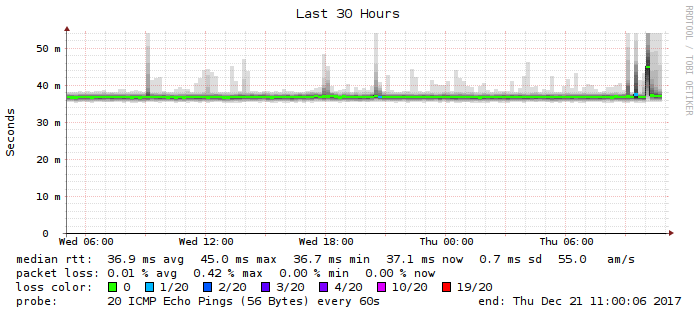 Last 30 Hours
RRDTOOL / TOBI OETIKER
Seconds
50 m
40 m
30 m
20 m
10 m
0
Wed 06:00 Wed 12:00 Wed 18:00 Thu 00:00 Thu 06:00
median rtt: 36.9 ms avg 45.0 ms max 36.7 ms min 37.1 ms now 0.7 ms sd 55.0 am/s
packet loss: 0.01 % avg 0.42 % max 0.00 % min 0.00 % now
loss color: 0 1/20 2/20 3/20 4/20 10/20 19/20
probe: 20 ICMP Echo Pings (56 Bytes) every 60s end: Thu Dec 21 11:00:06 2017